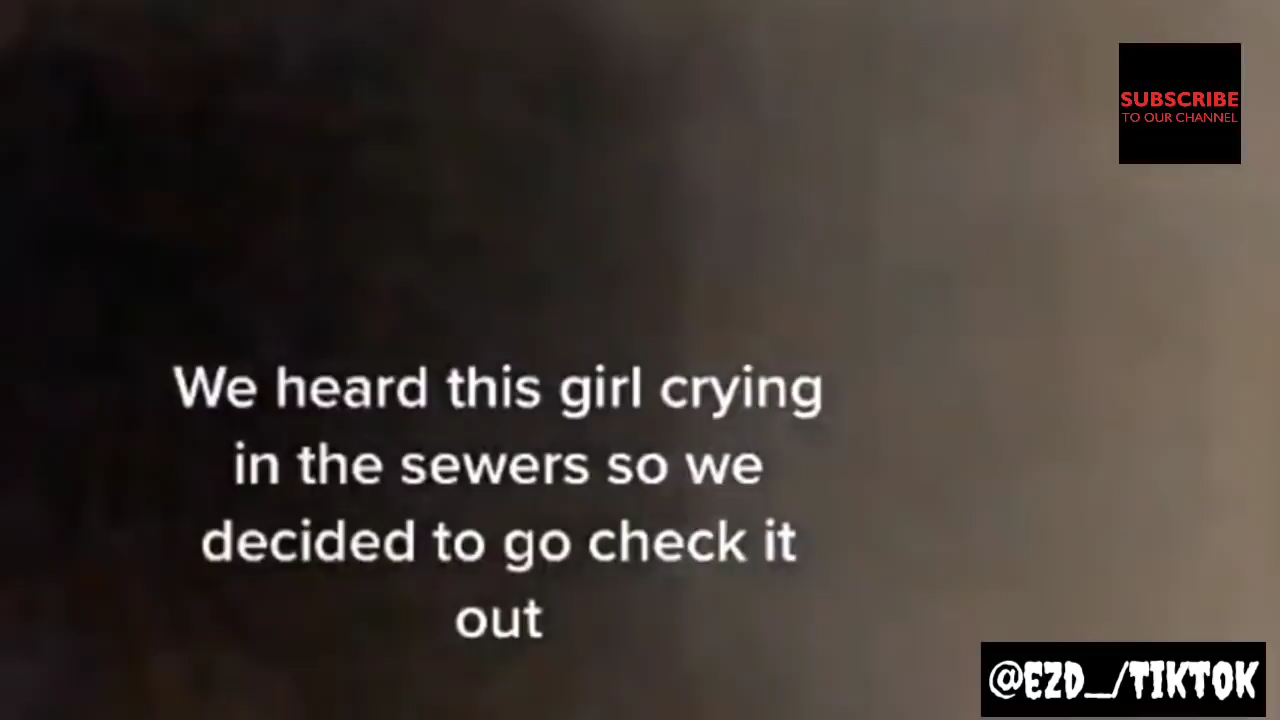 SUBSCRIBE
TO OUR CHANNEL
We heard this girl crying
in the sewers so we
decided to go check it
out
@EZD_/TIKTOK